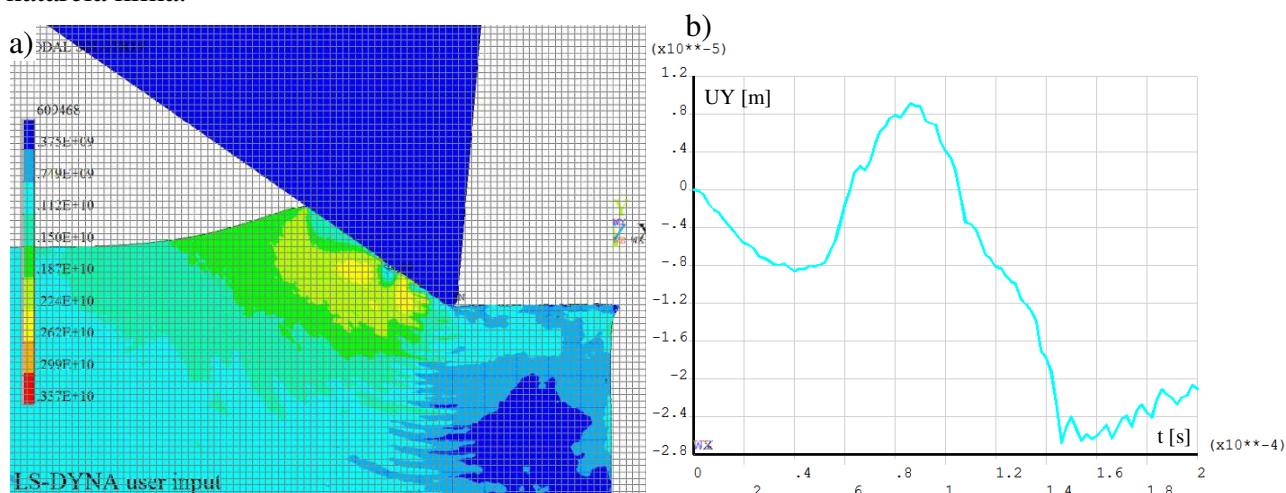 a)
609468
.375E+09
.749E+09
.112E+10
.150E+10
.187E+10
.224E+10
.262E+10
.299E+10
.337E+10
Y
LS-DYNA user input
b)
(x10**-5)
1.2
.8
.4
0
-.4
-.8
-1.2
-1.6
-2
-2.4
-2.8
UY [m]
WX
t [s]
(x10**-4)
0 .4 .8 1.2 1.6 2